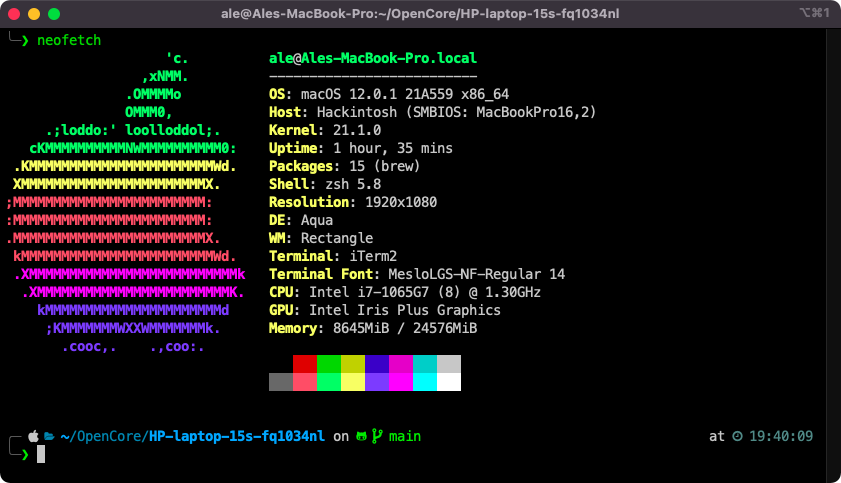 ale@Ales-MacBook-Pro:~/OpenCore/HP-laptop-15s-fq1034nl ⌥⌘1
❯ neofetch
'c. ale@Ales-MacBook-Pro.local
,xNMM. --------------------------
.OMMMMo OS: macOS 12.0.1 21A559 x86_64
OMMM0, Host: Hackintosh (SMBIOS: MacBookPro16,2)
.;loddo:' loolloddol;. Kernel: 21.1.0
cKMMMMMMMMMMNWMMMMMMMMMM0: Uptime: 1 hour, 35 mins
.KMMMMMMMMMMMMMMMMMMMMMMMWd. Packages: 15 (brew)
XMMMMMMMMMMMMMMMMMMMMMMMX. Shell: zsh 5.8
;MMMMMMMMMMMMMMMMMMMMMMMM: Resolution: 1920x1080
:MMMMMMMMMMMMMMMMMMMMMMMM: DE: Aqua
.MMMMMMMMMMMMMMMMMMMMMMMMX. WM: Rectangle
kMMMMMMMMMMMMMMMMMMMMMMMMWd. Terminal: iTerm2
.XMMMMMMMMMMMMMMMMMMMMMMMMMMk Terminal Font: MesloLGS-NF-Regular 14
.XMMMMMMMMMMMMMMMMMMMMMMMMK. CPU: Intel i7-1065G7 (8) @ 1.30GHz
kMMMMMMMMMMMMMMMMMMMMMMd GPU: Intel Iris Plus Graphics
;KMMMMMMMWXXWMMMMMMMk. Memory: 8645MiB / 24576MiB
.cooc,. .,coo:.
~/OpenCore/HP-laptop-15s-fq1034nl on main at 19:40:09
❯